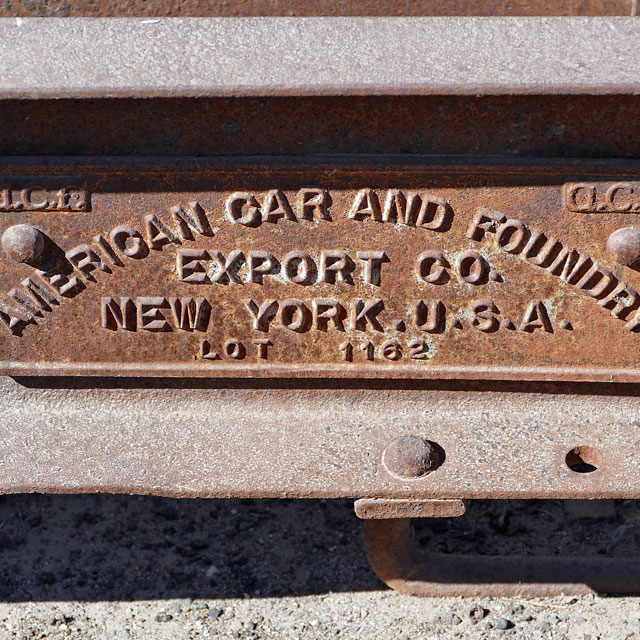 AMERICAN CAR AND FOUNDRY
EXPORT CO.
NEW YORK.U.S.A.
LOT 1162